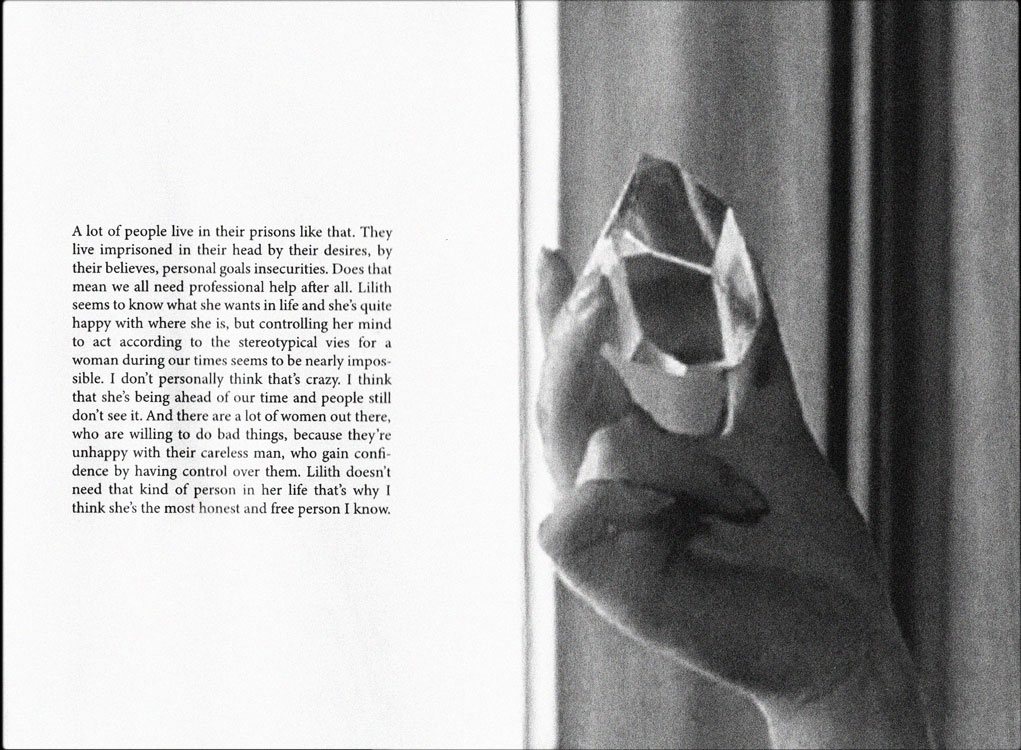 A lot of people live in their prisons like that. They
live imprisoned in their head by their desires, by
their believes, personal goals insecurities. Does that
mean we all need professional help after all. Lilith
seems to know what she wants in life and she's quite
happy with where she is, but controlling her mind
to act according to the stereotypical vies for a
woman during our times seems to be nearly impos-
sible. I don't personally think that's crazy. I think
that she's being ahead of our time and people still
don't see it. And there are a lot of women out there,
who are willing to do bad things, because they're
unhappy with their careless man, who gain confi-
dence by having control over them. Lilith doesn't
need that kind of person in her life that's why I
think she's the most honest and free person I know.